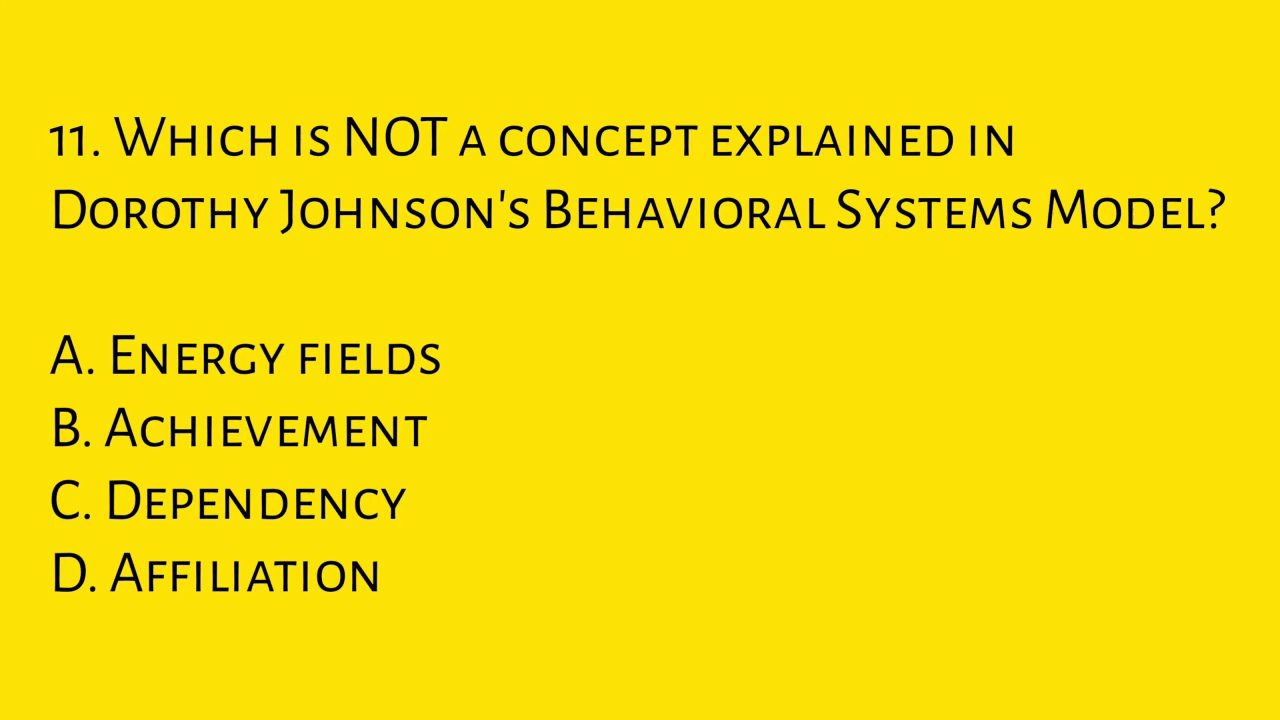 11. Which is NOT a concept explained in
Dorothy Johnson's Behavioral Systems Model?
A. Energy fields
B. Achievement
C. Dependency
D. Affiliation